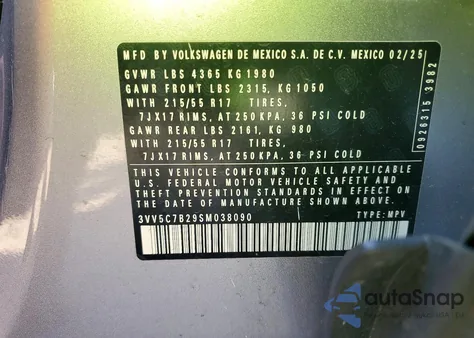 MFD BY VOLKSWAGEN DE MEXICO S.A. DE C.V. MEXICO 02/25
GVWR LBS 4365 KG 1980
GAWR FRONT LBS 2315, KG 1050
WITH 215/55 R17 TIRES,
7JX17 RIMS, AT 250 KPA, 36 PSI COLD
GAWR REAR LBS 2161, KG 980
WITH 215/55 R17 TIRES,
7JX17 RIMS, AT 250 KPA, 36 PSI COLD
THIS VEHICLE CONFORMS TO ALL APPLICABLE
U.S. FEDERAL MOTOR VEHICLE SAFETY AND
THEFT PREVENTION STANDARDS IN EFFECT ON
THE DATE OF MANUFACTURE SHOWN ABOVE
3VV5C7B29SM038090 TYPE: MPV
0926315 3982
autoSnap